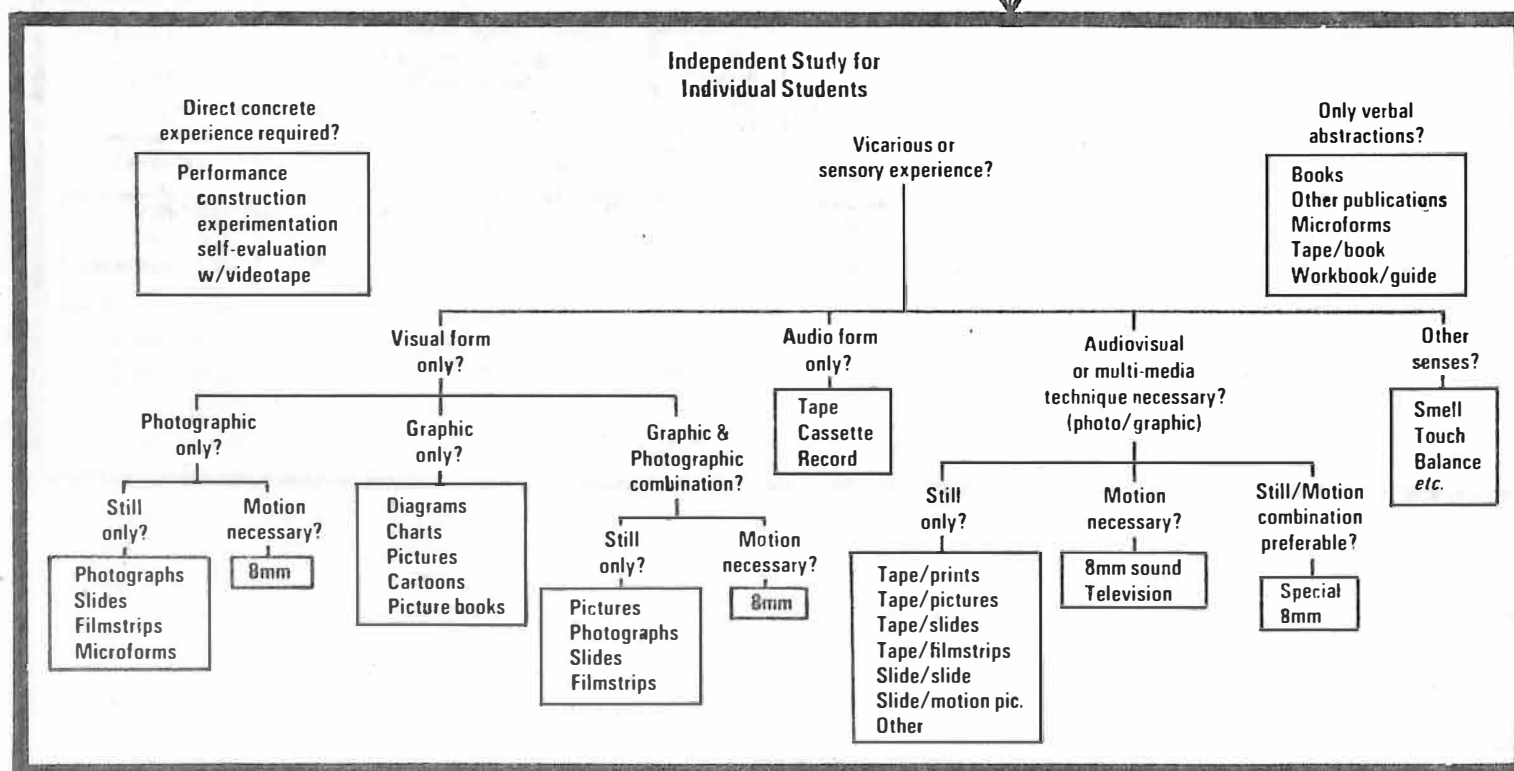 Independent Study for
Individual Students
Direct concrete
experience required?
Performance
construction
experimentation
self-evaluation
w/videotape
Vicarious or
sensory experience?
Only verbal
abstractions?
Books
Other publications
Microforms
Tape/book
Workbook/guide
Visual form
only?
Photographic
only?
Still
only?
Photographs
Slides
Filmstrips
Microforms
Motion
necessary?
8mm
Graphic
only?
Diagrams
Charts
Pictures
Cartoons
Picture books
Graphic &
Photographic
combination?
Still
only?
Pictures
Photographs
Slides
Filmstrips
Motion
necessary?
8mm
Audio form
only?
Tape
Cassette
Record
Audiovisual
or multi-media
technique necessary?
(photo/graphic)
Still
only?
Tape/prints
Tape/pictures
Tape/slides
Tape/filmstrips
Slide/slide
Slide/motion pic.
Other
Motion
necessary?
8mm sound
Television
Still/Motion
combination
preferable?
Special
8mm
Other
senses?
Smell
Touch
Balance
etc.